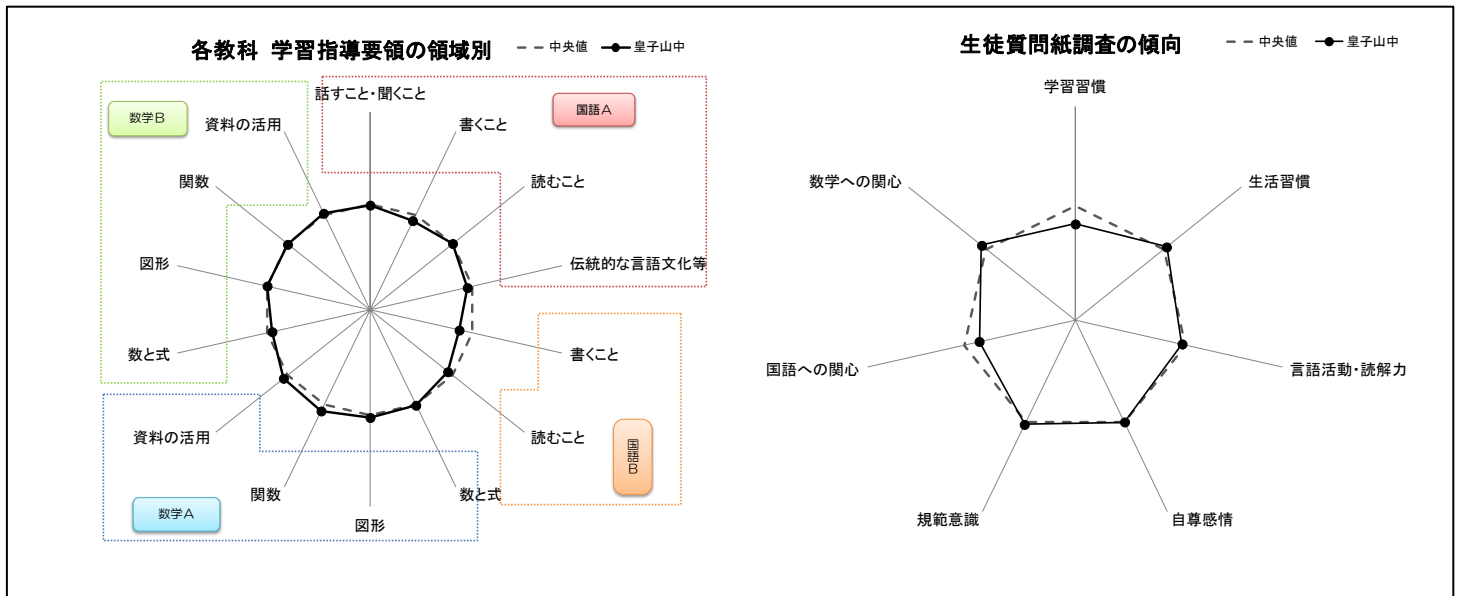 各教科 学習指導要領の領域別
中央値
皇子山中
数学B
国語A
話すこと・聞くこと
書くこと
読むこと
伝統的な言語文化等
書くこと
読むこと
国語B
数と式
図形
関数
資料の活用
数学A
数と式
図形
関数
資料の活用
生徒質問紙調査の傾向
中央値
皇子山中
学習習慣
生活習慣
言語活動・読解力
自尊感情
規範意識
国語への関心
数学への関心